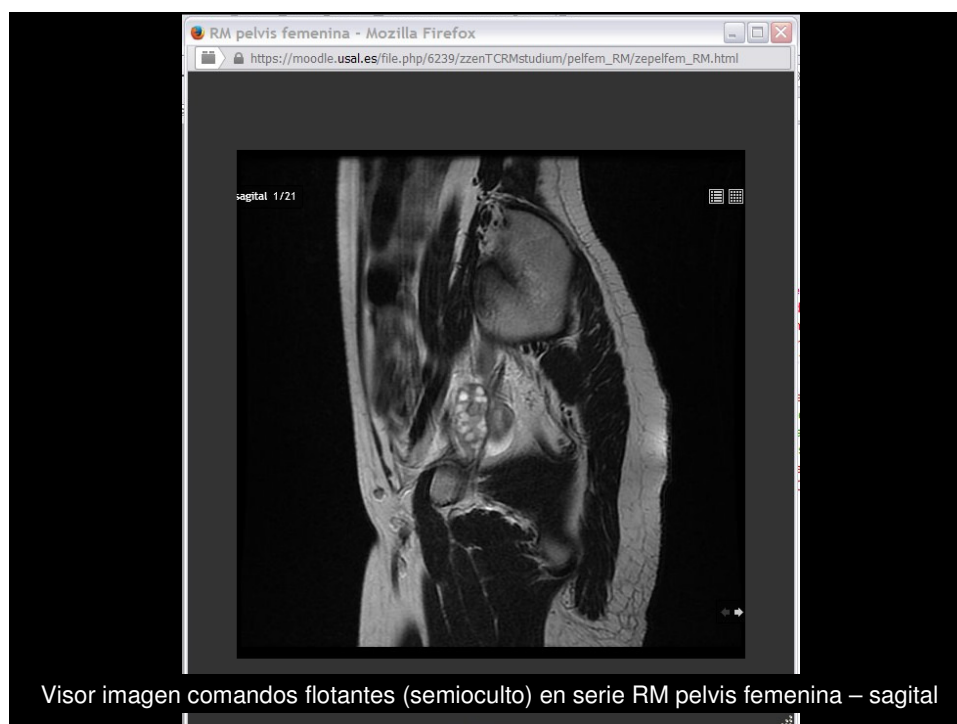 RM pelvis femenina - Mozilla Firefox
https://moodle.usal.es/file.php/6239/zzenTCRMstudium/pelfem_RM/zepelfem_RM.html
sagital 1/21
Visor imagen comandos flotantes (semioculto) en serie RM pelvis femenina – sagital